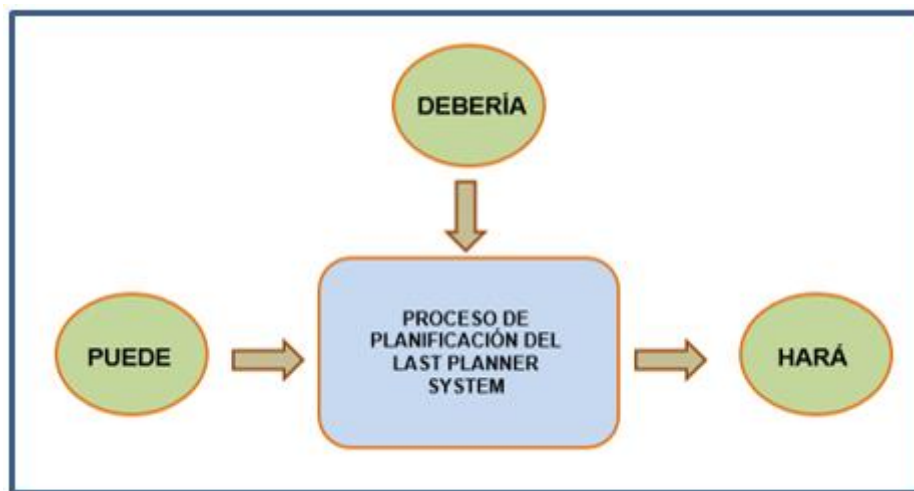 DEBERÍA
PROCESO DE
PLANIFICACIÓN DEL
LAST PLANNER
SYSTEM
PUEDE
HARÁ